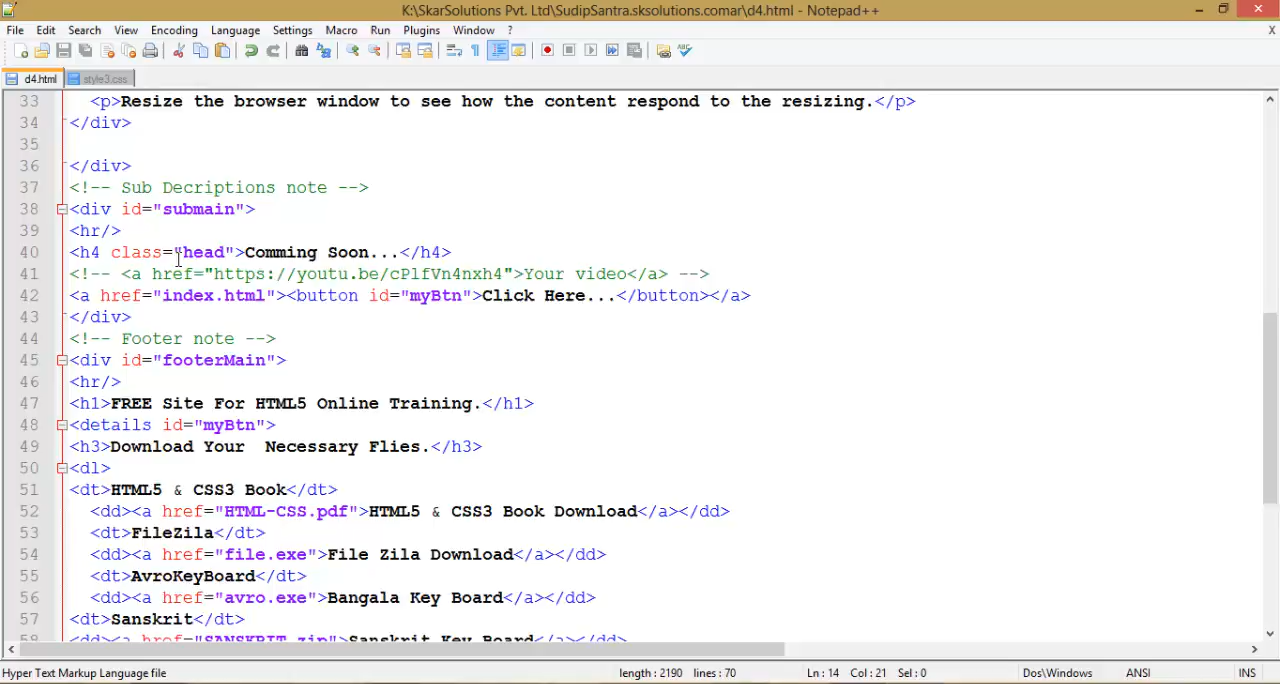 K:\SkarSolutions Pvt. Ltd\SudipSantra.sksolutions.comar\d4.html - Notepad++
File Edit Search View Encoding Language Settings Macro Run Plugins Window ? X
d4.html style3.css
33 <p>Resize the browser window to see how the content respond to the resizing.</p>
34 </div>
35
36 </div>
37 <!-- Sub Decriptions note -->
38 <div id="submain">
39 <hr/>
40 <h4 class="head">Comming Soon...</h4>
41 <!-- <a href="https://youtu.be/cPlfVn4nxh4">Your video</a> -->
42 <a href="index.html"><button id="myBtn">Click Here...</button></a>
43 </div>
44 <!-- Footer note -->
45 <div id="footerMain">
46 <hr/>
47 <h1>FREE Site For HTML5 Online Training.</h1>
48 <details id="myBtn">
49 <h3>Download Your  Necessary Flies.</h3>
50 <dl>
51 <dt>HTML5 & CSS3 Book</dt>
52 <dd><a href="HTML-CSS.pdf">HTML5 & CSS3 Book Download</a></dd>
53 <dt>FileZila</dt>
54 <dd><a href="file.exe">File Zila Download</a></dd>
55 <dt>AvroKeyBoard</dt>
56 <dd><a href="avro.exe">Bangala Key Board</a></dd>
57 <dt>Sanskrit</dt>
58 <dd><a href="SANSKRIT.zip">Sanskrit Key Board</a></dd>
Hyper Text Markup Language file length : 2190 lines : 70 Ln : 14 Col : 21 Sel : 0 Dos\Windows ANSI INS